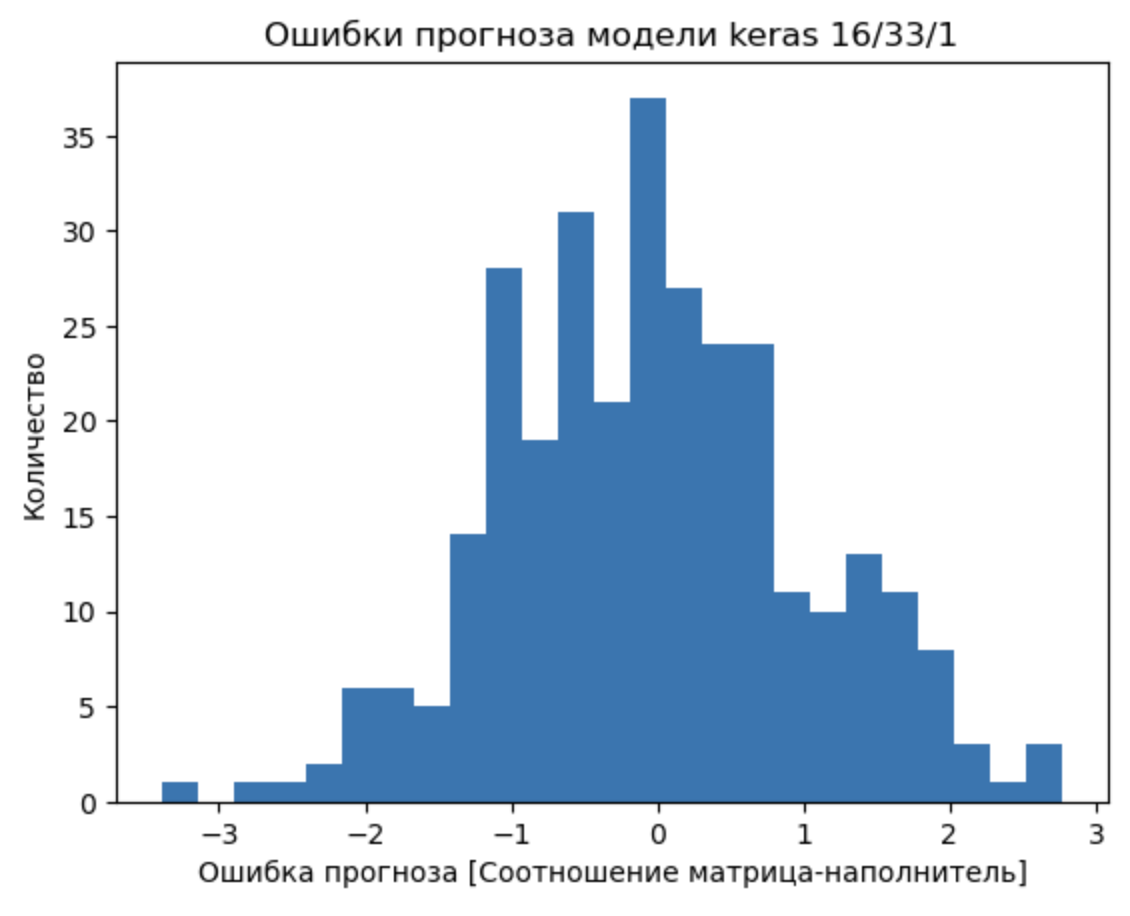 Ошибки прогноза модели keras 16/33/1
Количество
35
30
25
20
15
10
5
0
−3 −2 −1 0 1 2 3
Ошибка прогноза [Соотношение матрица-наполнитель]